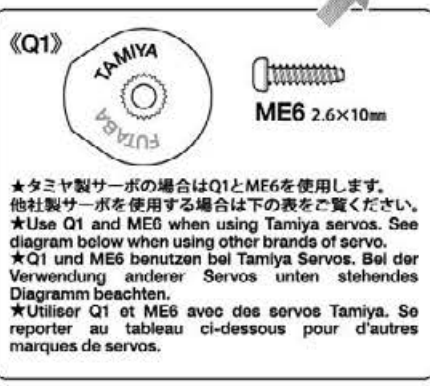 《Q1》
TAMIYA
FUTABA
ME6 2.6×10mm
★タミヤ製サーボの場合はQ1とME6を使用します。
他社製サーボを使用する場合は下の表をご覧ください。
★Use Q1 and ME6 when using Tamiya servos. See
diagram below when using other brands of servo.
★Q1 und ME6 benutzen bei Tamiya Servos. Bei der
Verwendung anderer Servos unten stehendes
Diagramm beachten.
★Utiliser Q1 et ME6 avec des servos Tamiya. Se
reporter au tableau ci-dessous pour d'autres
marques de servos.